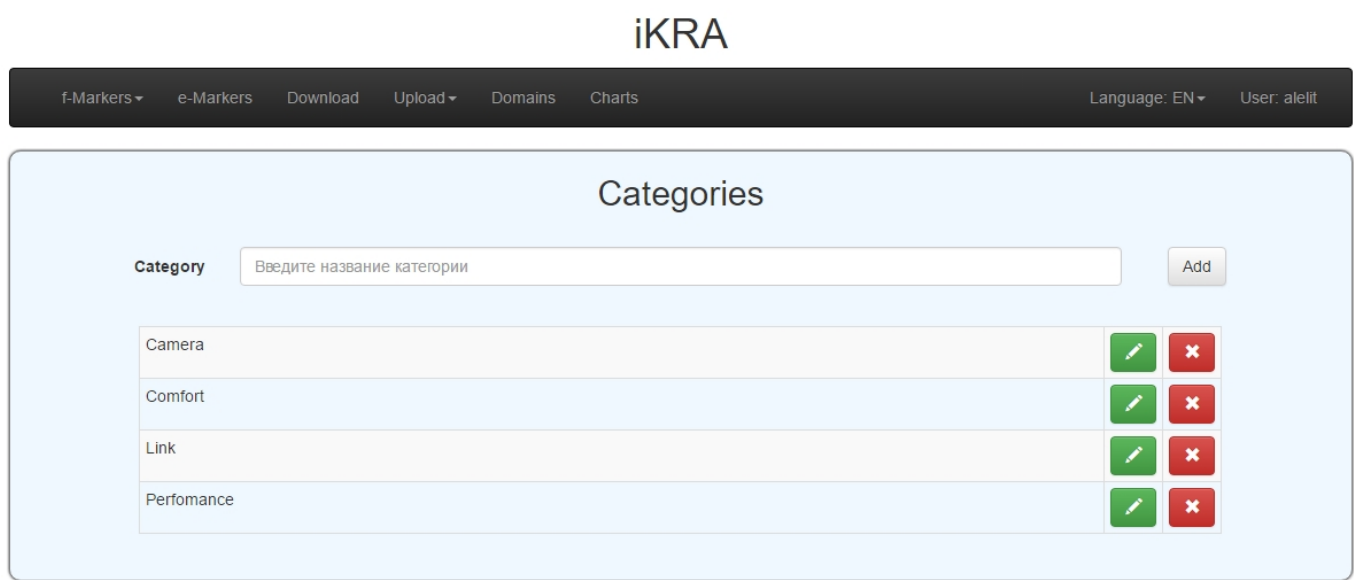 iKRA
f-Markers e-Markers Download Upload Domains Charts Language: EN User: alelit
Categories
Category Введите название категории Add
Camera
Comfort
Link
Perfomance